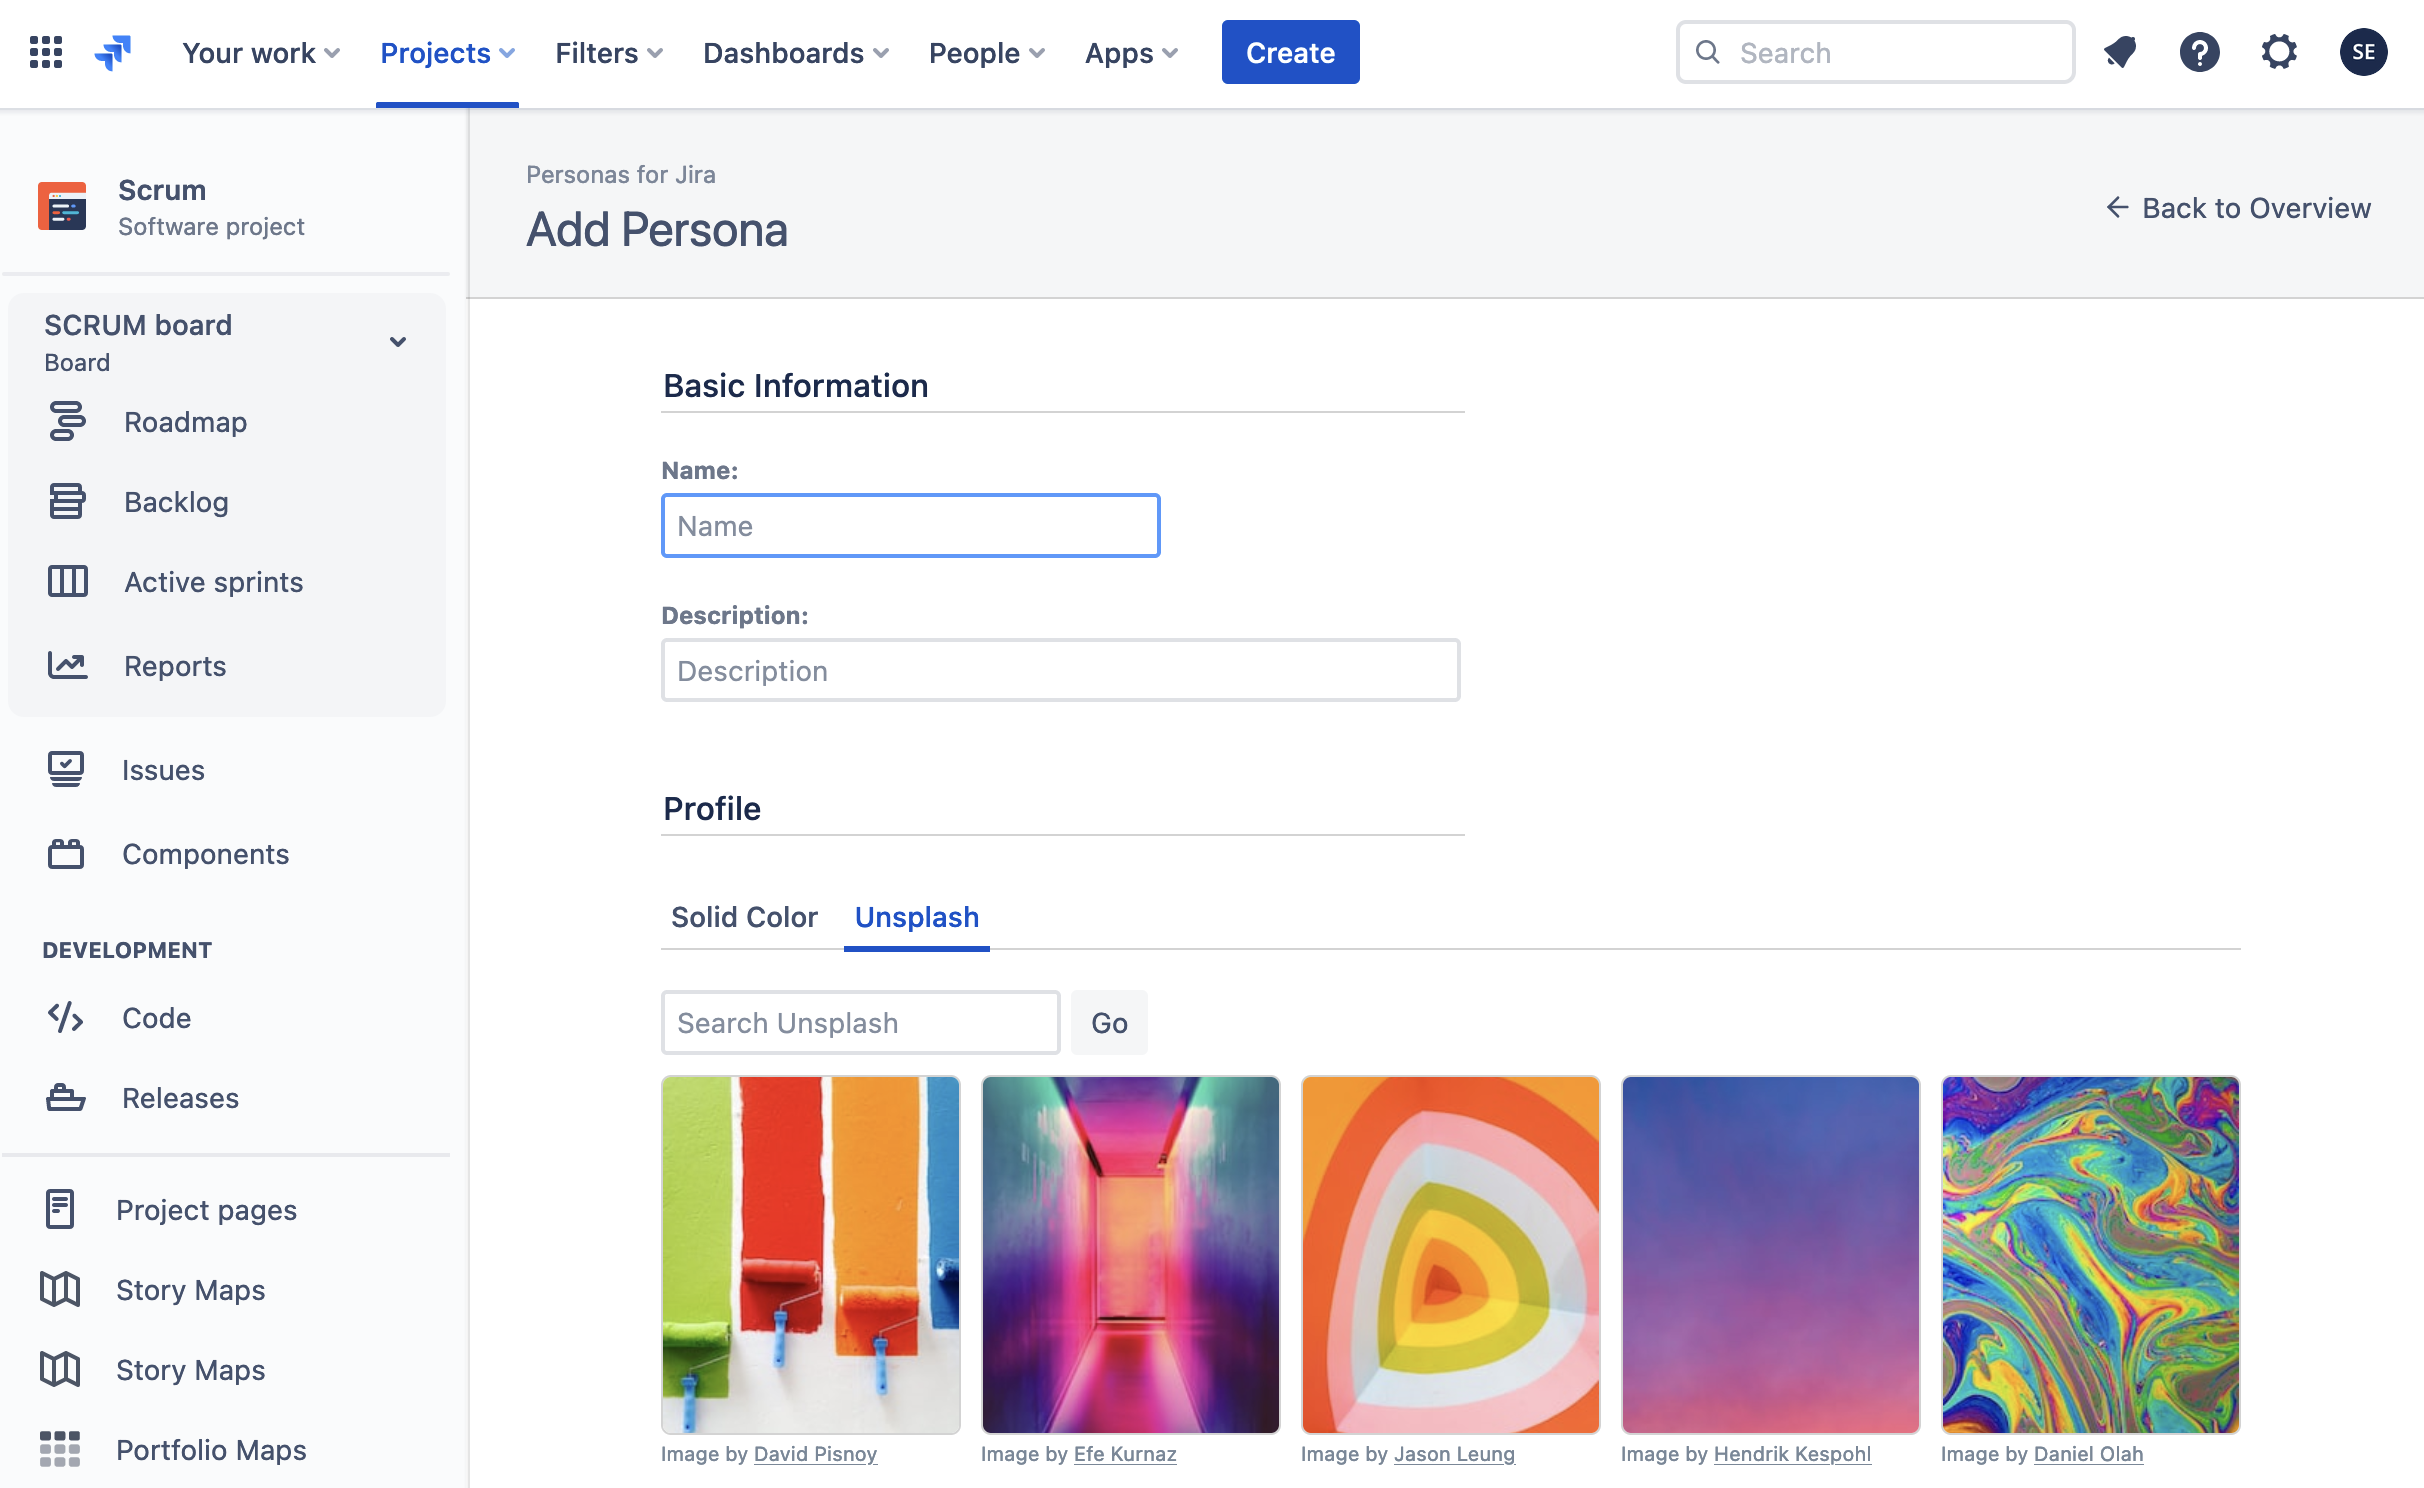 Your work
Projects
Filters
Dashboards
People
Apps
Create
Search
SE
Scrum
Software project
SCRUM board
Board
Roadmap
Backlog
Active sprints
Reports
Issues
Components
DEVELOPMENT
Code
Releases
Project pages
Story Maps
Story Maps
Portfolio Maps
Personas for Jira
Add Persona
Back to Overview
Basic Information
Name:
Name
Description:
Description
Profile
Solid Color
Unsplash
Search Unsplash
Go
Image by David Pisnoy
Image by Efe Kurnaz
Image by Jason Leung
Image by Hendrik Kespohl
Image by Daniel Olah